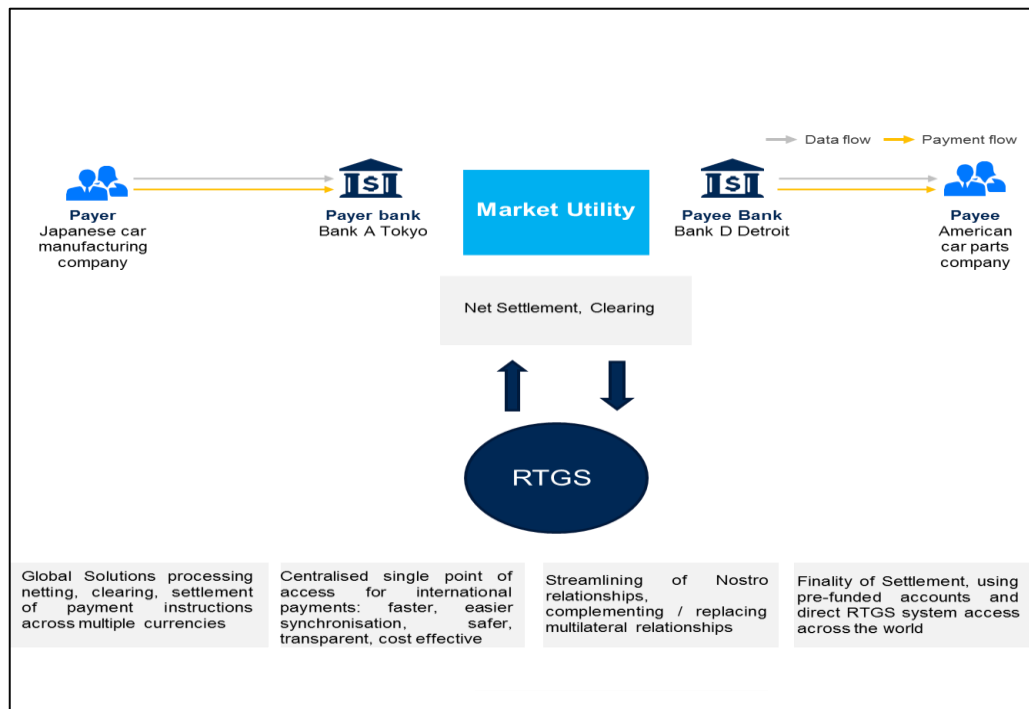 Data flow
Payment flow
Payer
Japanese car
manufacturing
company
Payer bank
Bank A Tokyo
Market Utility
Payee Bank
Bank D Detroit
Payee
American
car parts
company
Net Settlement, Clearing
RTGS
Global Solutions processing
netting, clearing, settlement
of payment instructions
across multiple currencies
Centralised single point of
access for international
payments: faster, easier
synchronisation, safer,
transparent, cost effective
Streamlining of Nostro
relationships,
complementing / replacing
multilateral relationships
Finality of Settlement, using
pre-funded accounts and
direct RTGS system access
across the world